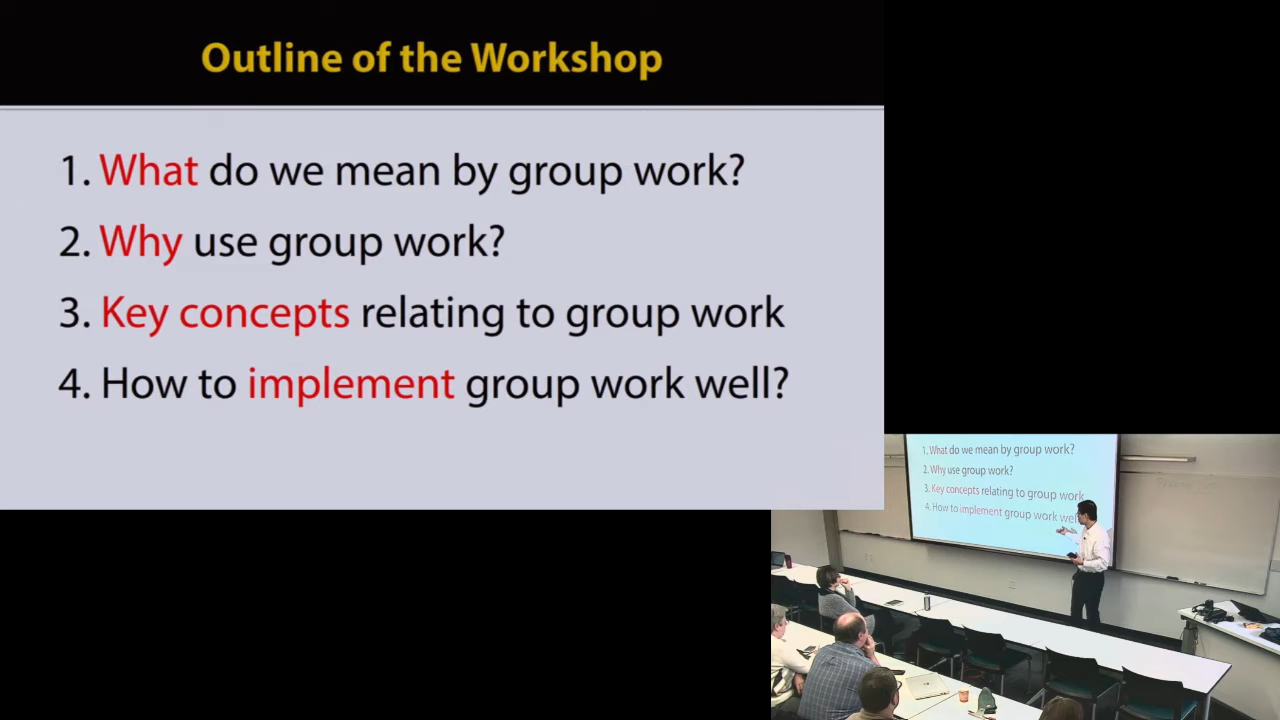 Outline of the Workshop
1. What do we mean by group work?
2. Why use group work?
3. Key concepts relating to group work
4. How to implement group work well?
1. What do we mean by group work?
2. Why use group work?
3. Key concepts relating to group work
4. How to implement group work well